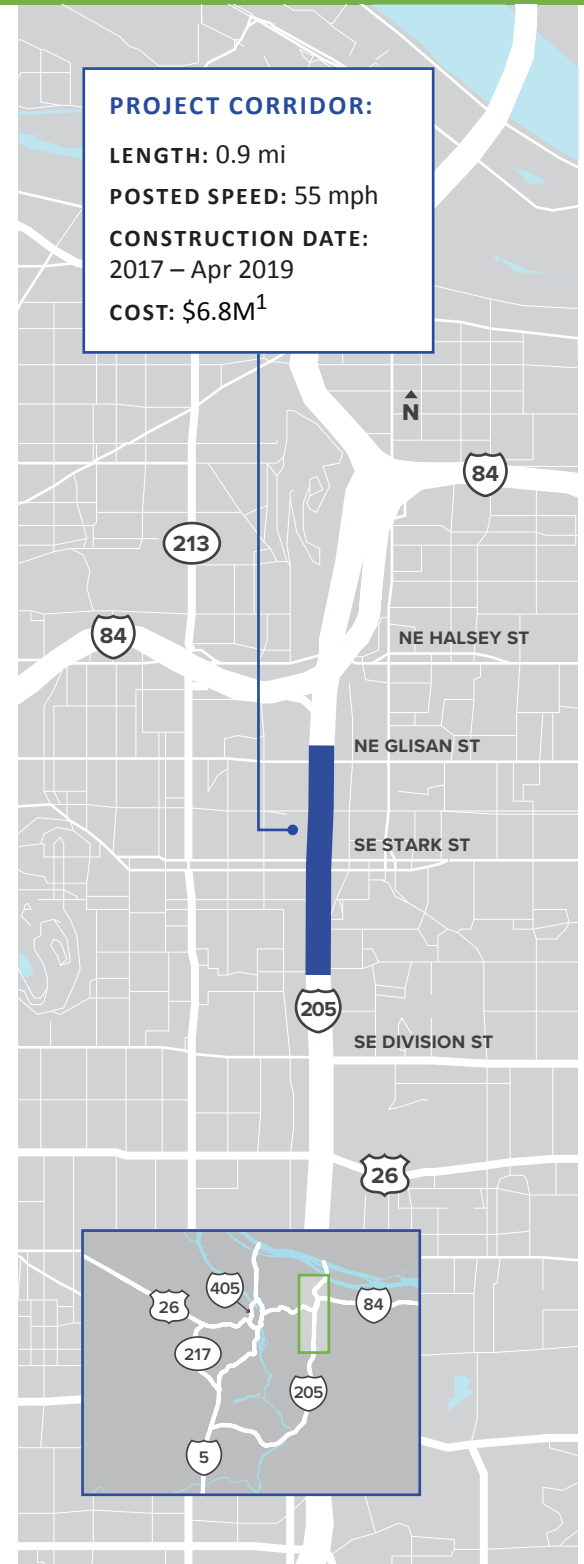 PROJECT CORRIDOR:
LENGTH: 0.9 mi
POSTED SPEED: 55 mph
CONSTRUCTION DATE:
2017 – Apr 2019
COST: $6.8M1
N
84
213
84
NE HALSEY ST
NE GLISAN ST
SE STARK ST
205
SE DIVISION ST
26
405
26
84
217
205
5